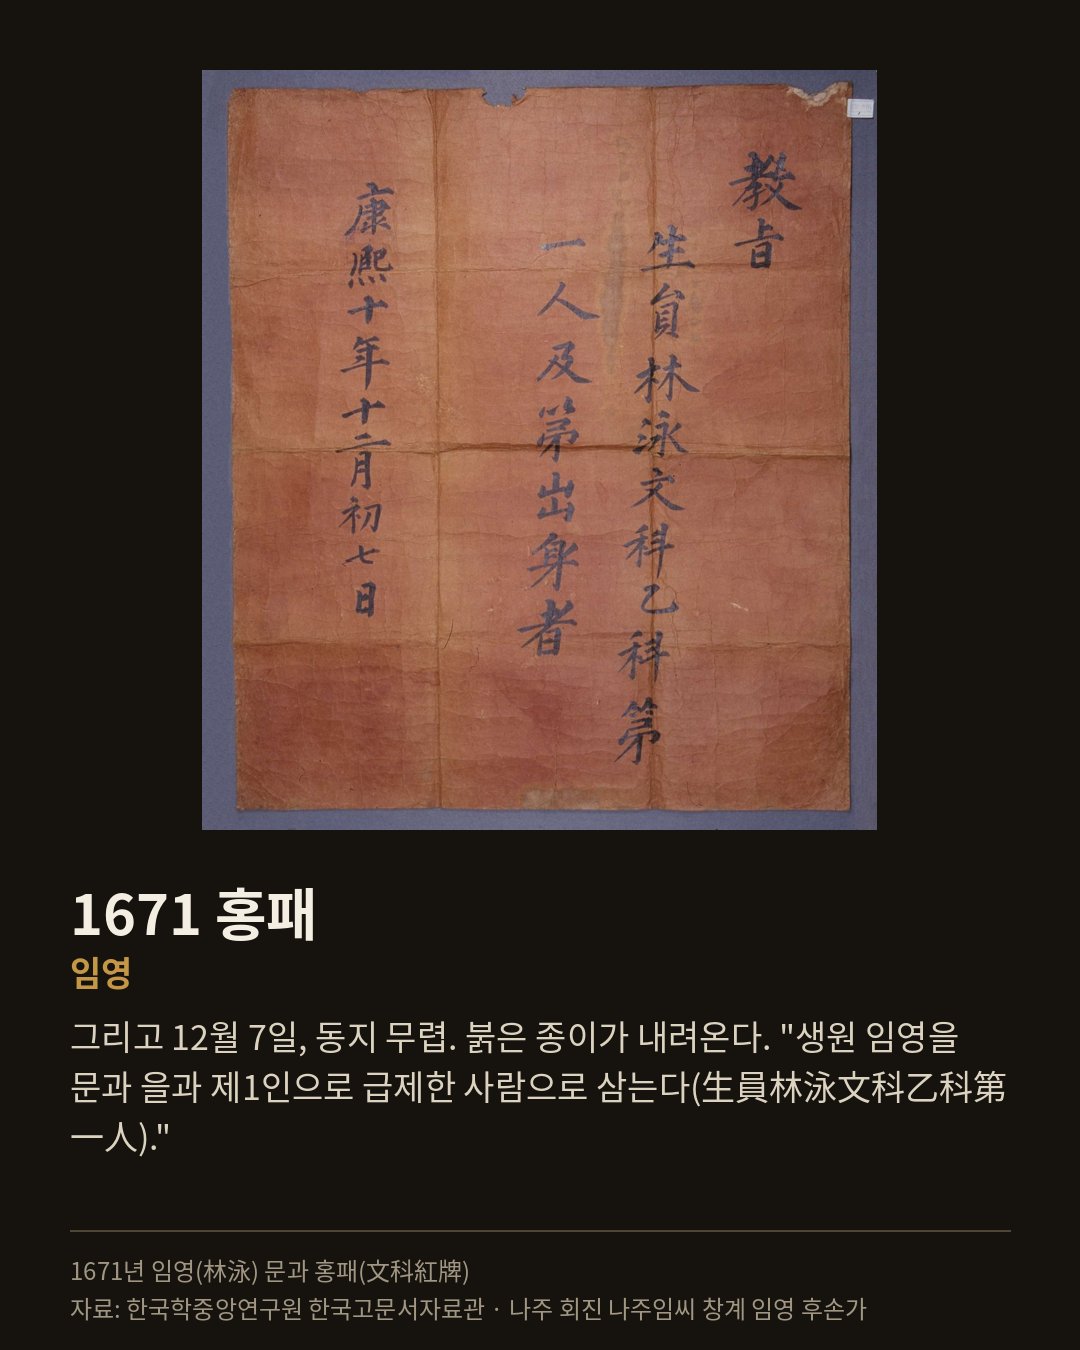 教旨
生員林泳文科乙科第
一人及第出身者
康熙十年十二月初七日
1671 홍패
임영
그리고 12월 7일, 동지 무렵. 붉은 종이가 내려온다. "생원 임영을
문과 을과 제1인으로 급제한 사람으로 삼는다(生員林泳文科乙科第
一人)."
1671년 임영(林泳) 문과 홍패(文科紅牌)
자료: 한국학중앙연구원 한국고문서자료관 · 나주 회진 나주임씨 창계 임영 후손가